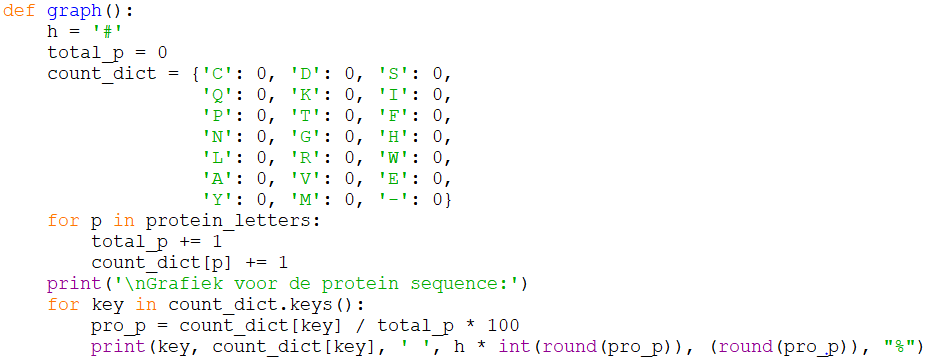 def graph():
    h = '#'
    total_p = 0
    count_dict = {'C': 0, 'D': 0, 'S': 0,
                  'Q': 0, 'K': 0, 'I': 0,
                  'P': 0, 'T': 0, 'F': 0,
                  'N': 0, 'G': 0, 'H': 0,
                  'L': 0, 'R': 0, 'W': 0,
                  'A': 0, 'V': 0, 'E': 0,
                  'Y': 0, 'M': 0, '-': 0}
    for p in protein_letters:
        total_p += 1
        count_dict[p] += 1
    print('\nGrafiek voor de protein sequence:')
    for key in count_dict.keys():
        pro_p = count_dict[key] / total_p * 100
        print(key, count_dict[key], ' ', h * int(round(pro_p)), (round(pro_p)), "%")